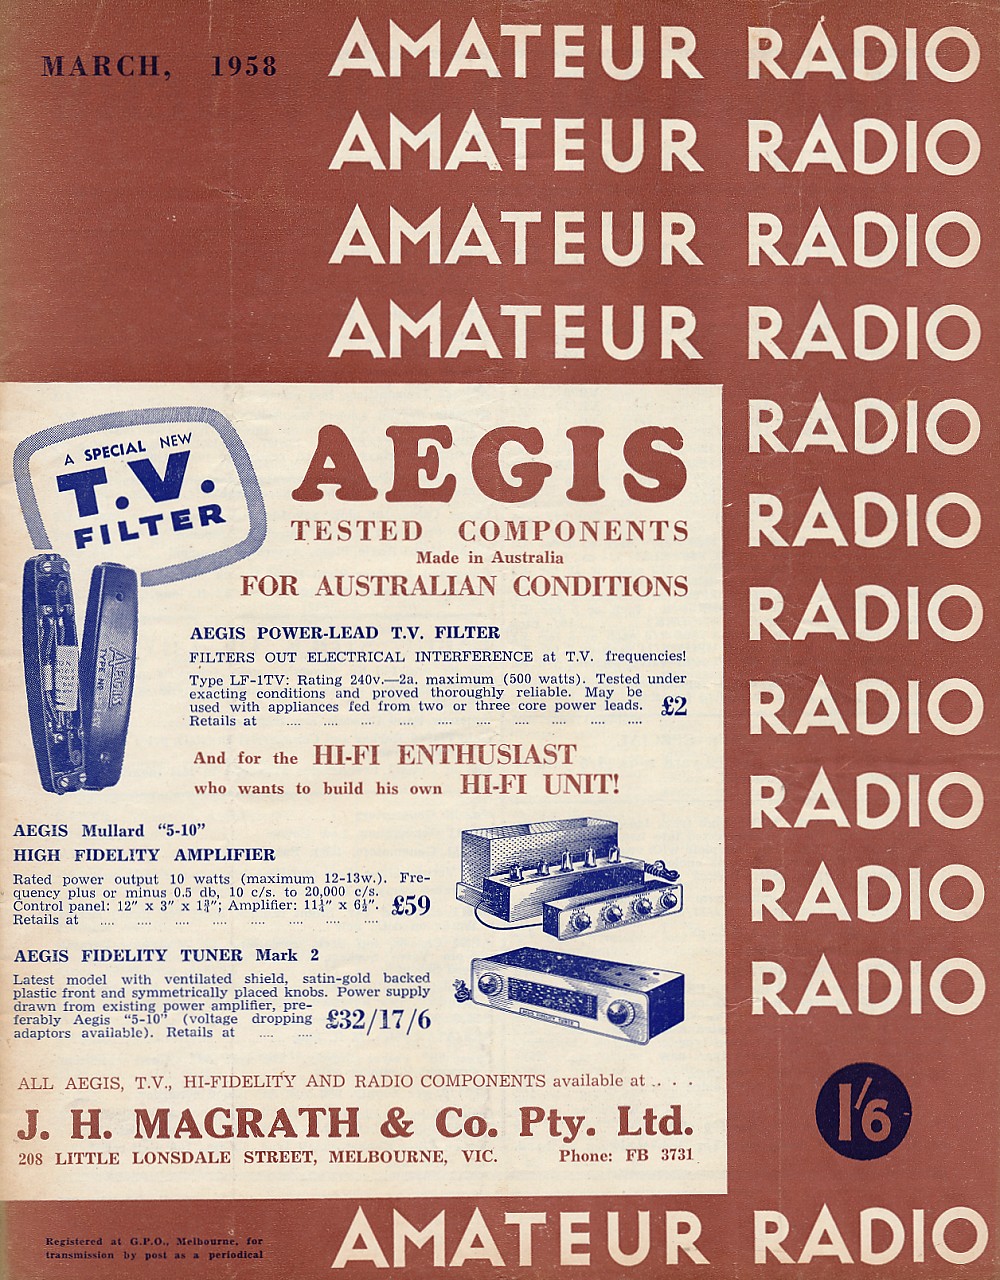 MARCH, 1958
AMATEUR RADIO
AMATEUR RADIO
AMATEUR RADIO
AMATEUR RADIO
RADIO
RADIO
RADIO
RADIO
RADIO
RADIO
RADIO
A SPECIAL NEW
T.V.
FILTER
AEGIS
TESTED COMPONENTS
Made in Australia
FOR AUSTRALIAN CONDITIONS
AEGIS POWER-LEAD T.V. FILTER
FILTERS OUT ELECTRICAL INTERFERENCE at T.V. frequencies!
Type LF-1TV: Rating 240v.—2a. maximum (500 watts). Tested under
exacting conditions and proved thoroughly reliable. May be
used with appliances fed from two or three core power leads.
Retails at .... .... .... .... .... .... .... .... .... .... £2
And for the HI-FI ENTHUSIAST
who wants to build his own HI-FI UNIT!
AEGIS Mullard “5-10”
HIGH FIDELITY AMPLIFIER
Rated power output 10 watts (maximum 12-13w.). Fre-
quency plus or minus 0.5 db, 10 c/s. to 20,000 c/s.
Control panel: 12″ x 3″ x 1¾″; Amplifier: 11¼″ x 6½″.
Retails at .... .... .... .... .... .... .... .... £59
AEGIS FIDELITY TUNER Mark 2
Latest model with ventilated shield, satin-gold backed
plastic front and symmetrically placed knobs. Power supply
drawn from existing power amplifier, pre-
ferably Aegis “5-10” (voltage dropping
adaptors available). Retails at .... .... £32/17/6
ALL AEGIS, T.V., HI-FIDELITY AND RADIO COMPONENTS available at . . . .
J. H. MAGRATH & Co. Pty. Ltd.
208 LITTLE LONSDALE STREET, MELBOURNE, VIC. Phone: FB 3731
1/6
Registered at G.P.O., Melbourne, for
transmission by post as a periodical
AMATEUR RADIO